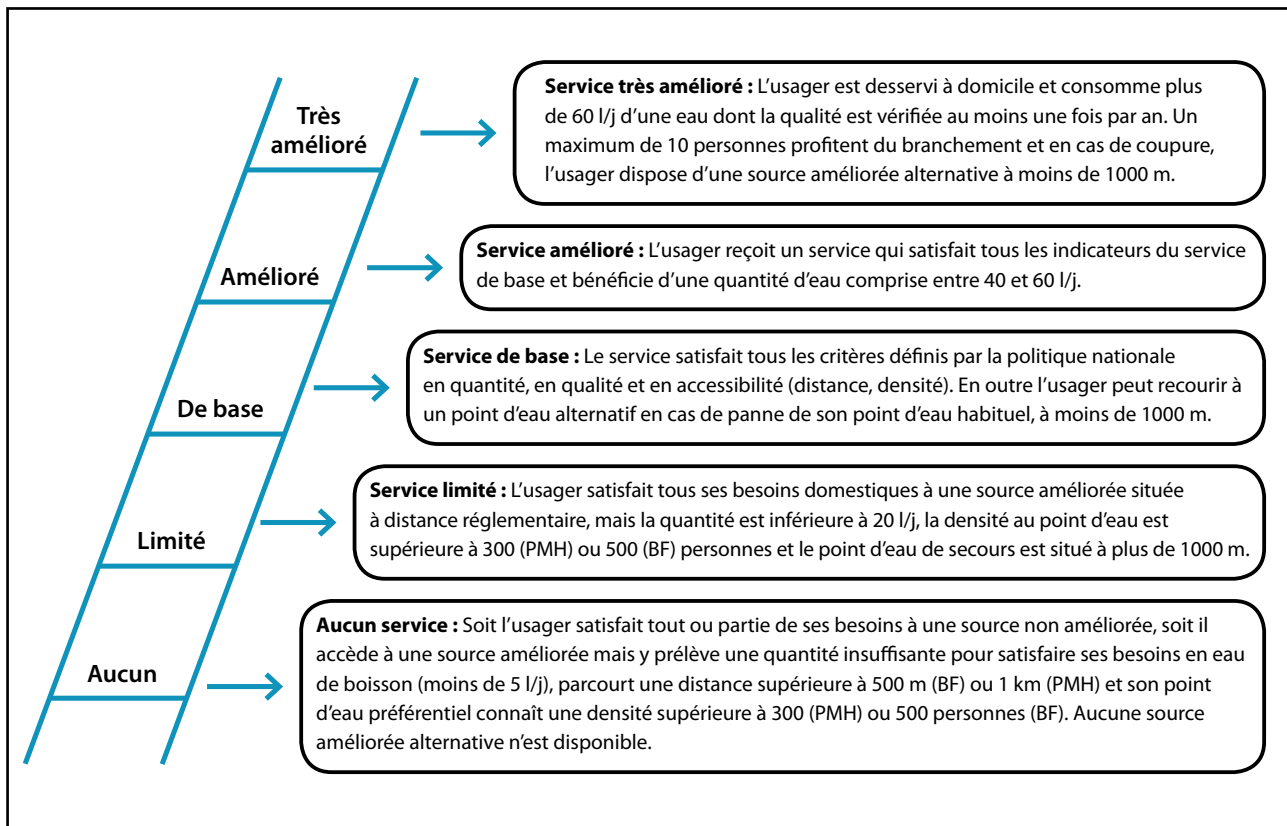 Très
amélioré
Service très amélioré : L’usager est desservi à domicile et consomme plus
de 60 l/j d’une eau dont la qualité est vérifiée au moins une fois par an. Un
maximum de 10 personnes profitent du branchement et en cas de coupure,
l’usager dispose d’une source améliorée alternative à moins de 1000 m.
Amélioré
Service amélioré : L’usager reçoit un service qui satisfait tous les indicateurs du service
de base et bénéficie d’une quantité d’eau comprise entre 40 et 60 l/j.
De base
Service de base : Le service satisfait tous les critères définis par la politique nationale
en quantité, en qualité et en accessibilité (distance, densité). En outre l’usager peut recourir à
un point d’eau alternatif en cas de panne de son point d’eau habituel, à moins de 1000 m.
Limité
Service limité : L’usager satisfait tous ses besoins domestiques à une source améliorée située
à distance réglementaire, mais la quantité est inférieure à 20 l/j, la densité au point d’eau est
supérieure à 300 (PMH) ou 500 (BF) personnes et le point d’eau de secours est situé à plus de 1000 m.
Aucun
Aucun service : Soit l’usager satisfait tout ou partie de ses besoins à une source non améliorée, soit il
accède à une source améliorée mais y prélève une quantité insuffisante pour satisfaire ses besoins en eau
de boisson (moins de 5 l/j), parcourt une distance supérieure à 500 m (BF) ou 1 km (PMH) et son point
d’eau préférentiel connaît une densité supérieure à 300 (PMH) ou 500 personnes (BF). Aucune source
améliorée alternative n’est disponible.